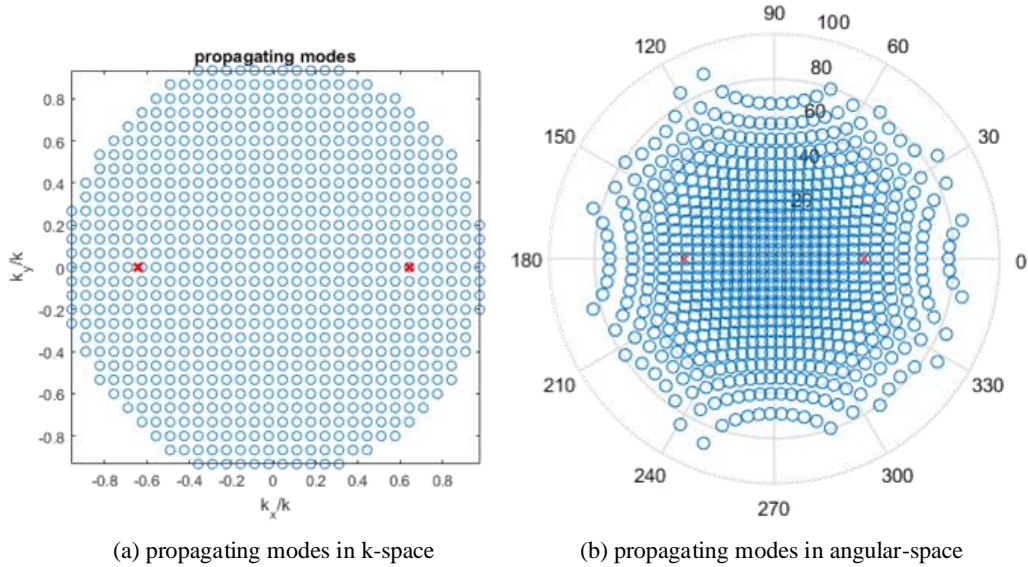 propagating modes
0.8
0.6
0.4
0.2
0
-0.2
-0.4
-0.6
-0.8
k_y/k
-0.8 -0.6 -0.4 -0.2 0 0.2 0.4 0.6 0.8
k_x/k
(a) propagating modes in k-space
90
120 100 60
80
60
150 40 30
20
180 0
210 330
240 300
270
(b) propagating modes in angular-space